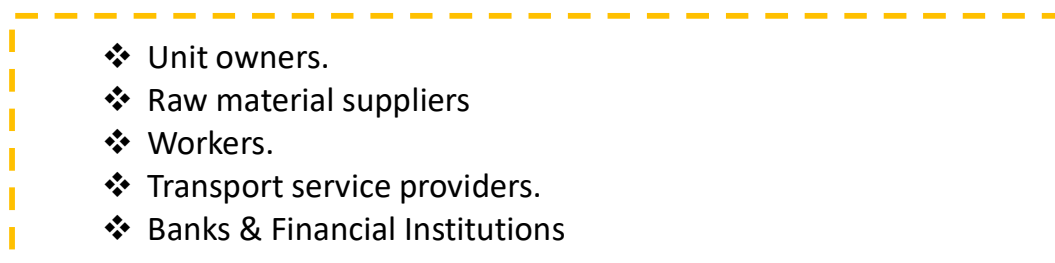 ❖ Unit owners.
❖ Raw material suppliers
❖ Workers.
❖ Transport service providers.
❖ Banks & Financial Institutions